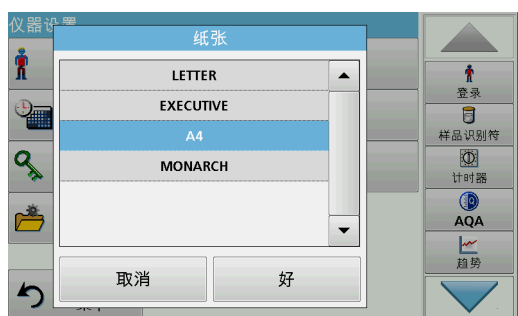 仪器设置
纸张
LETTER
EXECUTIVE
A4
MONARCH
取消
好
登录
样品识别符
计时器
AQA
趋势